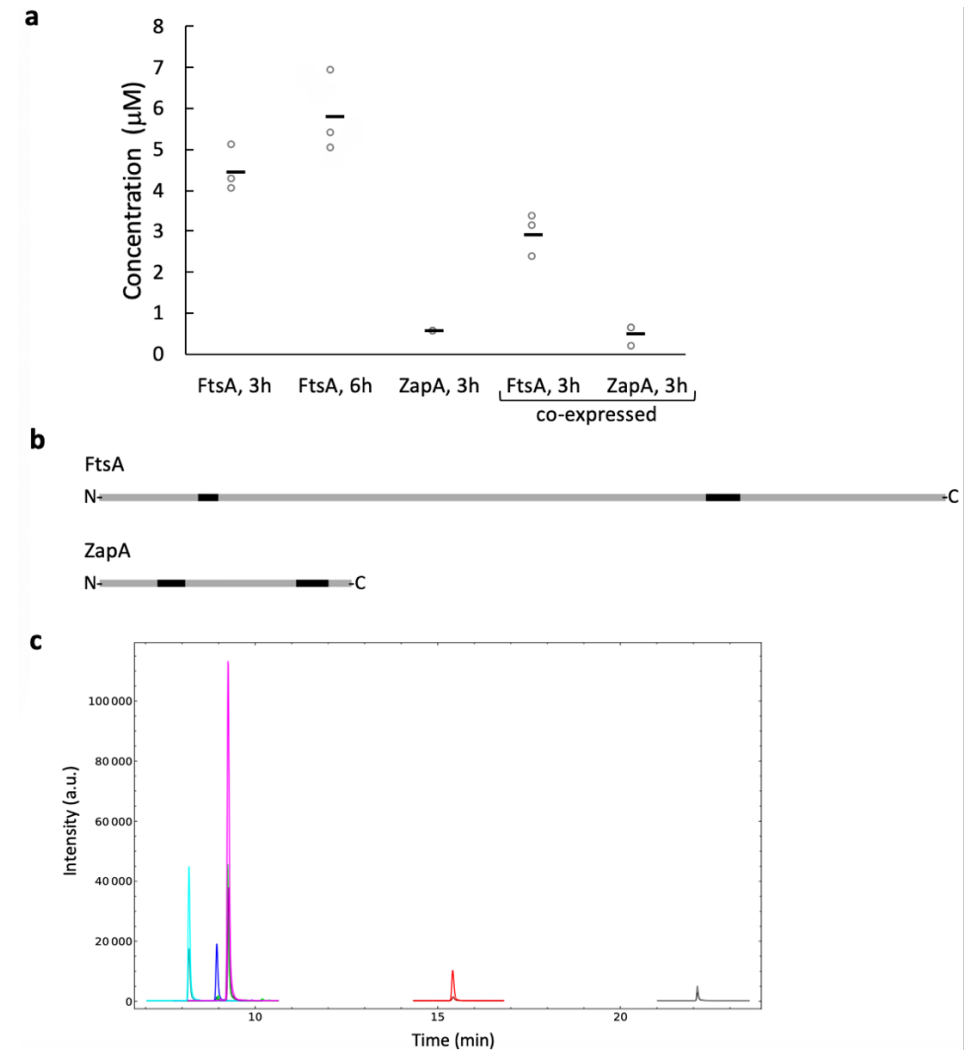 a
Concentration (µM)
8
7
6
5
4
3
2
1
0
FtsA, 3h FtsA, 6h ZapA, 3h FtsA, 3h ZapA, 3h
co-expressed
b
FtsA
N- -C
ZapA
N- -C
c
Intensity (a.u.)
100 000
80 000
60 000
40 000
20 000
0
10 15 20
Time (min)